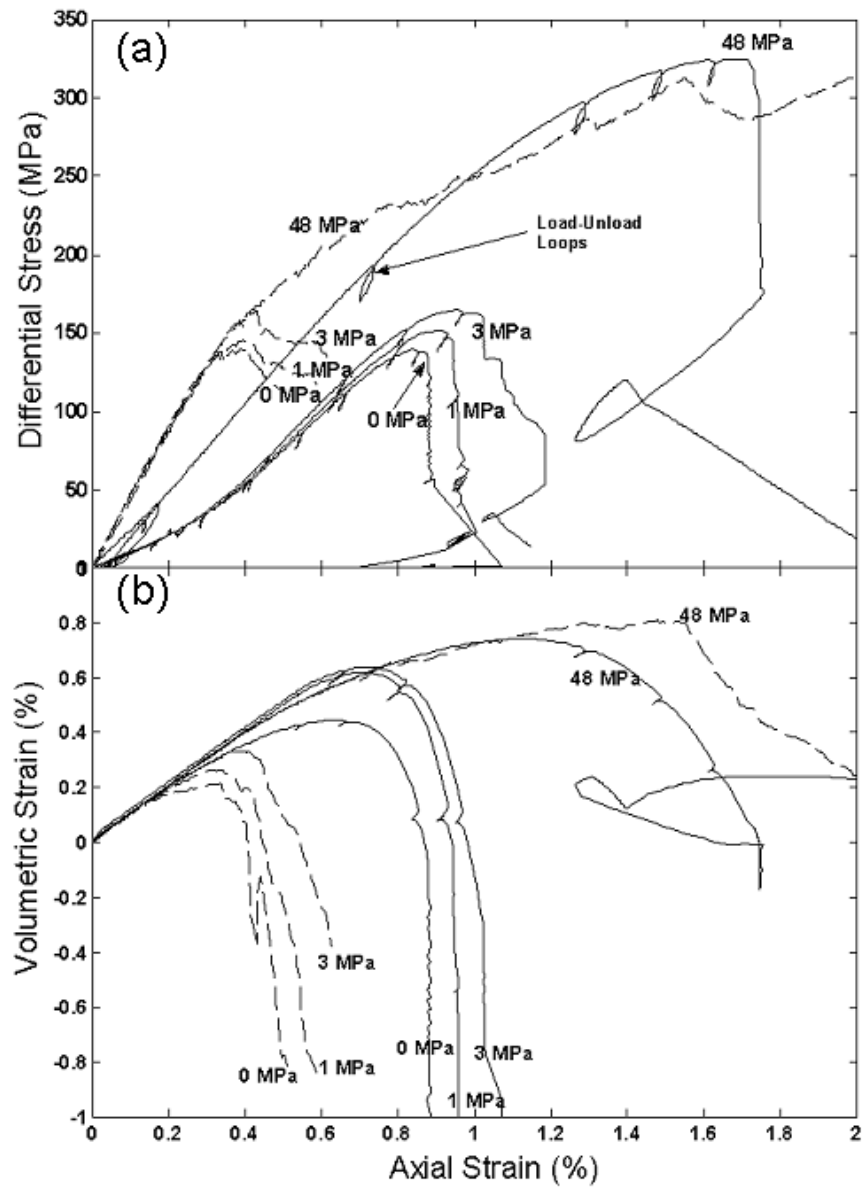 (a)
350
300
250
200
150
100
50
0
Differential Stress (MPa)
48 MPa
48 MPa
Load-Unload
Loops
3 MPa
1 MPa
0 MPa
3 MPa
0 MPa
1 MPa
(b)
0.8
0.6
0.4
0.2
0
-0.2
-0.4
-0.6
-0.8
-1
Volumetric Strain (%)
48 MPa
48 MPa
3 MPa
0 MPa
1 MPa
0 MPa
3 MPa
1 MPa
0 0.2 0.4 0.6 0.8 1 1.2 1.4 1.6 1.8 2
Axial Strain (%)